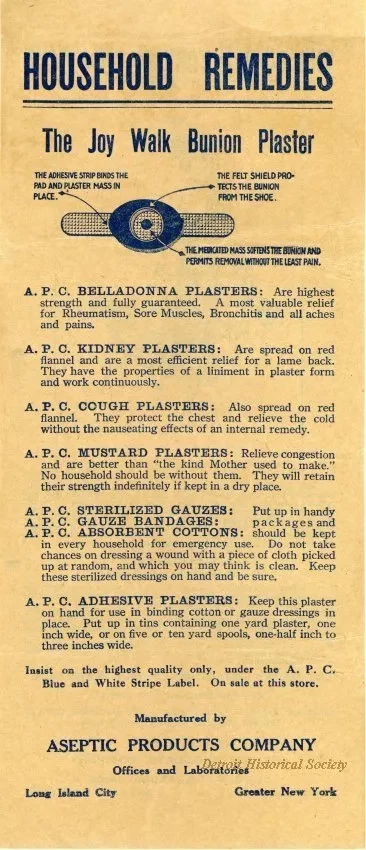 HOUSEHOLD REMEDIES
The Joy Walk Bunion Plaster
THE ADHESIVE STRIP BINDS THE
PAD AND PLASTER MASS IN
PLACE.
THE FELT SHIELD PRO-
TECTS THE BUNION
FROM THE SHOE.
THE MEDICATED MASS SOFTENS THE BUNION AND
PERMITS REMOVAL WITHOUT THE LEAST PAIN.
A. P. C. BELLADONNA PLASTERS: Are highest
strength and fully guaranteed. A most valuable relief
for Rheumatism, Sore Muscles, Bronchitis and all aches
and pains.
A. P. C. KIDNEY PLASTERS: Are spread on red
flannel and are a most efficient relief for a lame back.
They have the properties of a liniment in plaster form
and work continuously.
A. P. C. COUGH PLASTERS: Also spread on red
flannel. They protect the chest and relieve the cold
without the nauseating effects of an internal remedy.
A. P. C. MUSTARD PLASTERS: Relieve congestion
and are better than "the kind Mother used to make."
No household should be without them. They will retain
their strength indefinitely if kept in a dry place.
A. P. C. STERILIZED GAUZES: Put up in handy
A. P. C. GAUZE BANDAGES: packages and
A. P. C. ABSORBENT COTTONS: should be kept
in every household for emergency use. Do not take
chances on dressing a wound with a piece of cloth picked
up at random, and which you may think is clean. Keep
these sterilized dressings on hand and be sure.
A. P. C. ADHESIVE PLASTERS: Keep this plaster
on hand for use in binding cotton or gauze dressings in
place. Put up in tins containing one yard plaster, one
inch wide, or on five or ten yard spools, one-half inch to
three inches wide.
Insist on the highest quality only, under the A. P. C.
Blue and White Stripe Label. On sale at this store.
Manufactured by
ASEPTIC PRODUCTS COMPANY
Offices and Laboratories
Detroit Historical Society
Long Island City Greater New York